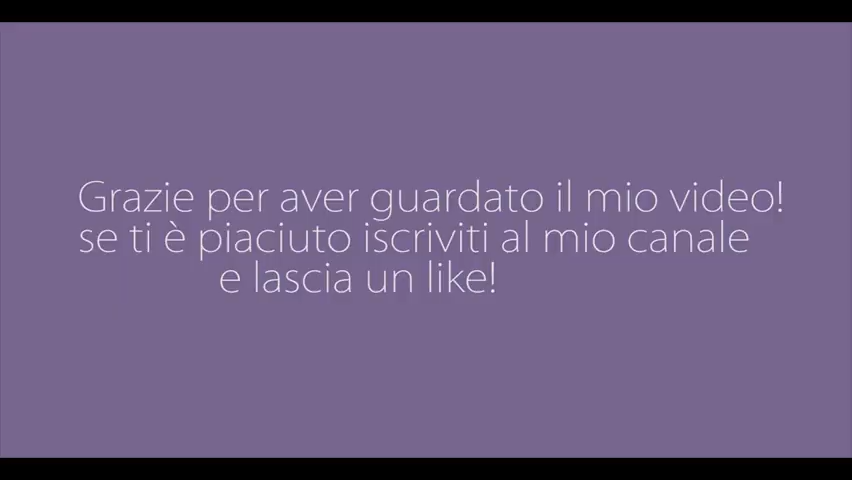 Grazie per aver guardato il mio video!
se ti è piaciuto iscriviti al mio canale
e lascia un like!